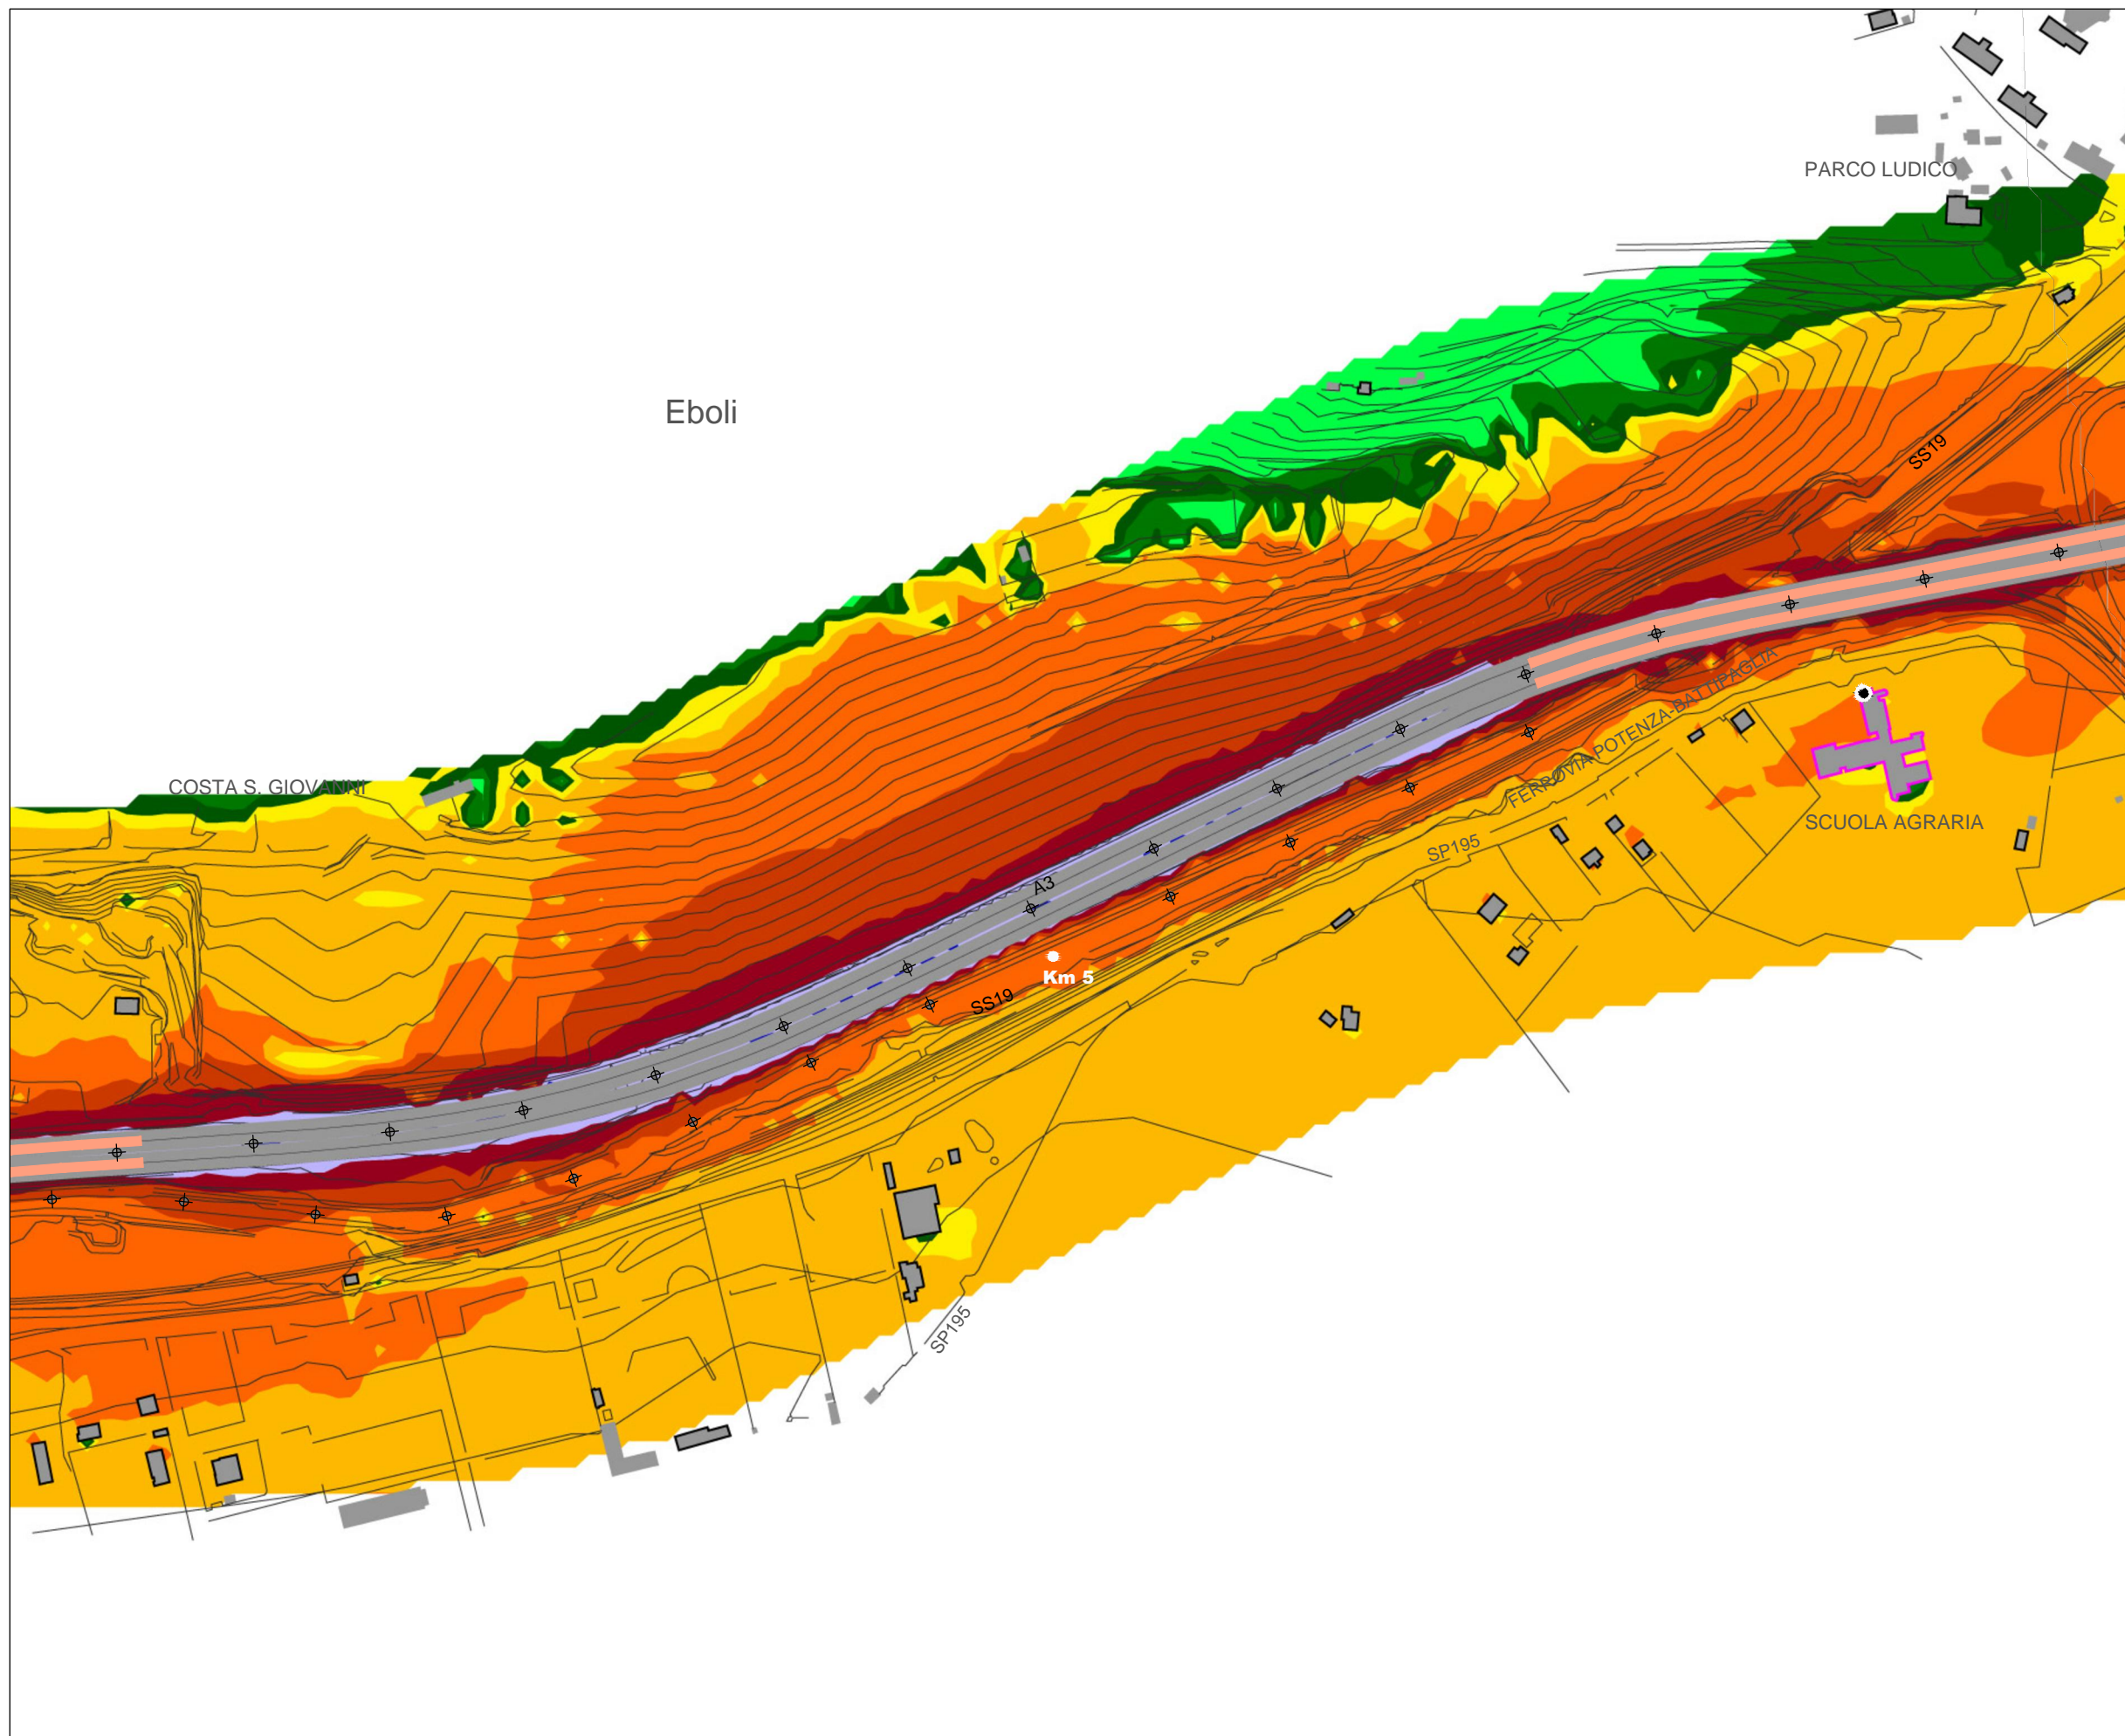 PARCO LUDICO
Eboli
SS19
FERROVIA POTENZA-BATTIPAGLIA
COSTA S. GIOVANNI
SCUOLA AGRARIA
SP195
A3
Km 5
SS19
SP195